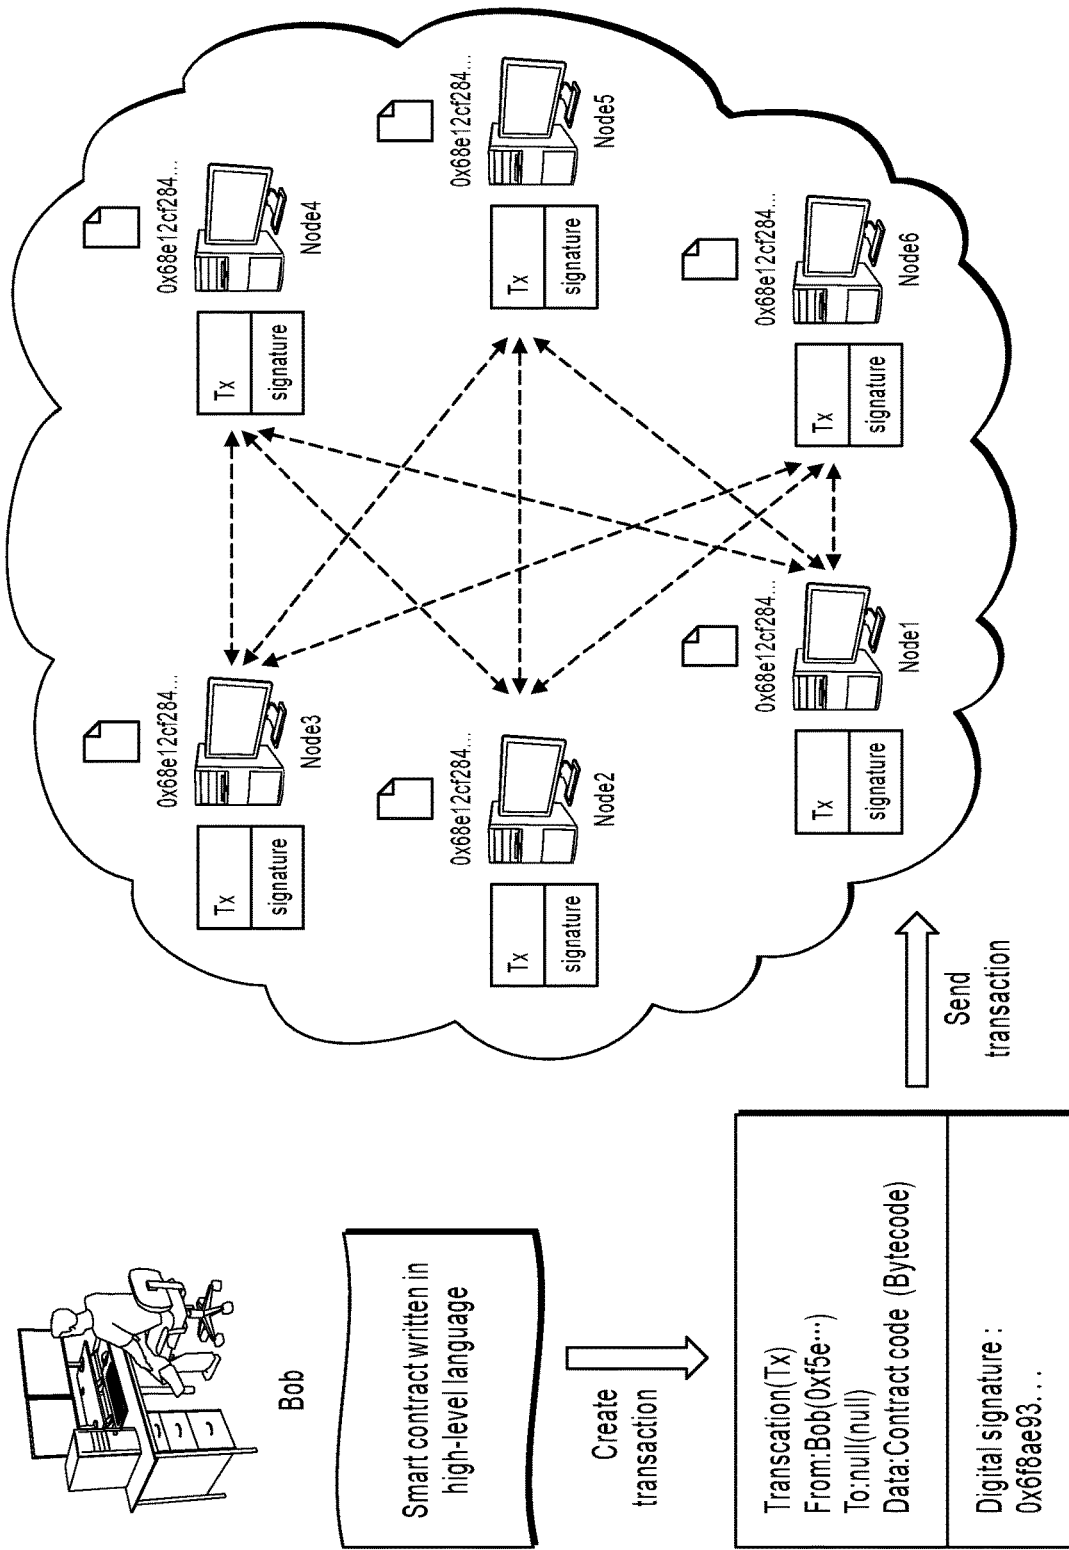 Bob
Smart contract written in
high-level language
Create
transaction
Transcation(Tx)
From:Bob(0xf5e···)
To:null(null)
Data:Contract code (Bytecode)
Digital signature :
0x6f8ae93...
Send
transaction
Tx
signature
0x68e12cf284...
Node3
Tx
signature
0x68e12cf284...
Node4
Tx
signature
0x68e12cf284...
Node2
Tx
signature
0x68e12cf284...
Node5
Tx
signature
0x68e12cf284...
Node1
Tx
signature
0x68e12cf284...
Node6